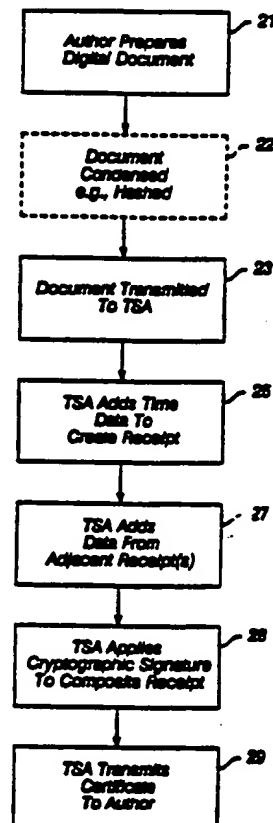 21
Author Prepares
Digital Document
22
Document
Condensed
e.g., Hashed
23
Document Transmitted
To TSA
25
TSA Adds Time
Data To
Create Receipt
27
TSA Adds
Data From
Adjacent Receipt(s)
28
TSA Applies
Cryptographic Signature
To Composite Receipt
29
TSA Transmits
Certificate
To Author